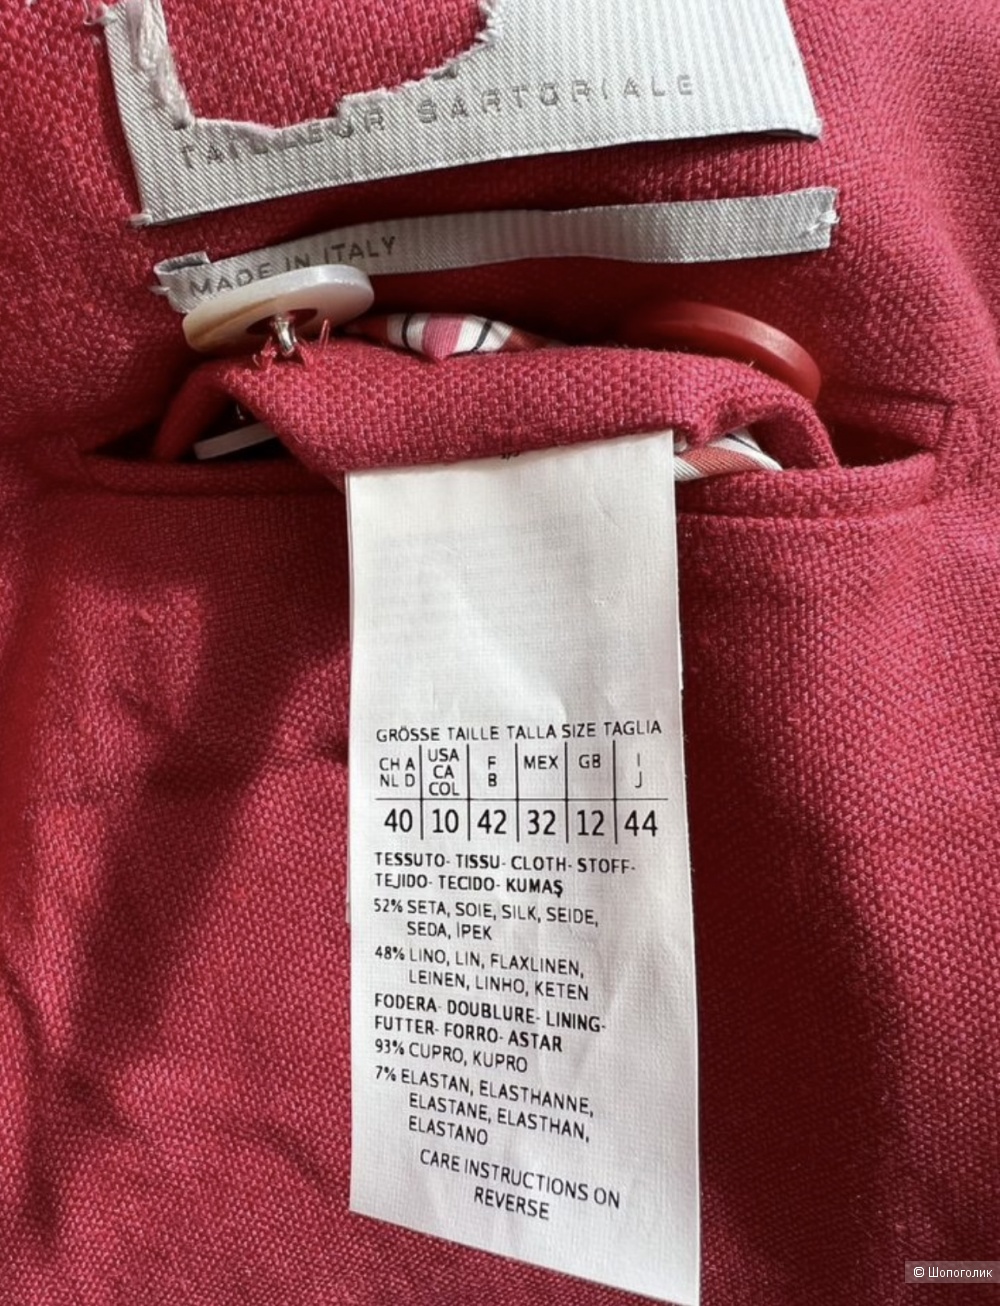 TAILLEUR SARTORIALE
MADE IN ITALY
GRÖSSE TAILLE TALLA SIZE TAGLIA
CH A NL D | USA CA COL | F B | MEX | GB | I J
40 | 10 | 42 | 32 | 12 | 44
TESSUTO- TISSU- CLOTH- STOFF-
TEJIDO- TECIDO- KUMAŞ
52% SETA, SOIE, SILK, SEIDE,
SEDA, İPEK
48% LINO, LIN, FLAXLINEN,
LEINEN, LINHO, KETEN
FODERA- DOUBLURE- LINING-
FUTTER- FORRO- ASTAR
93% CUPRO, KUPRO
7% ELASTAN, ELASTHANNE,
ELASTANE, ELASTHAN,
ELASTANO
CARE INSTRUCTIONS ON
REVERSE
© Шопоголик